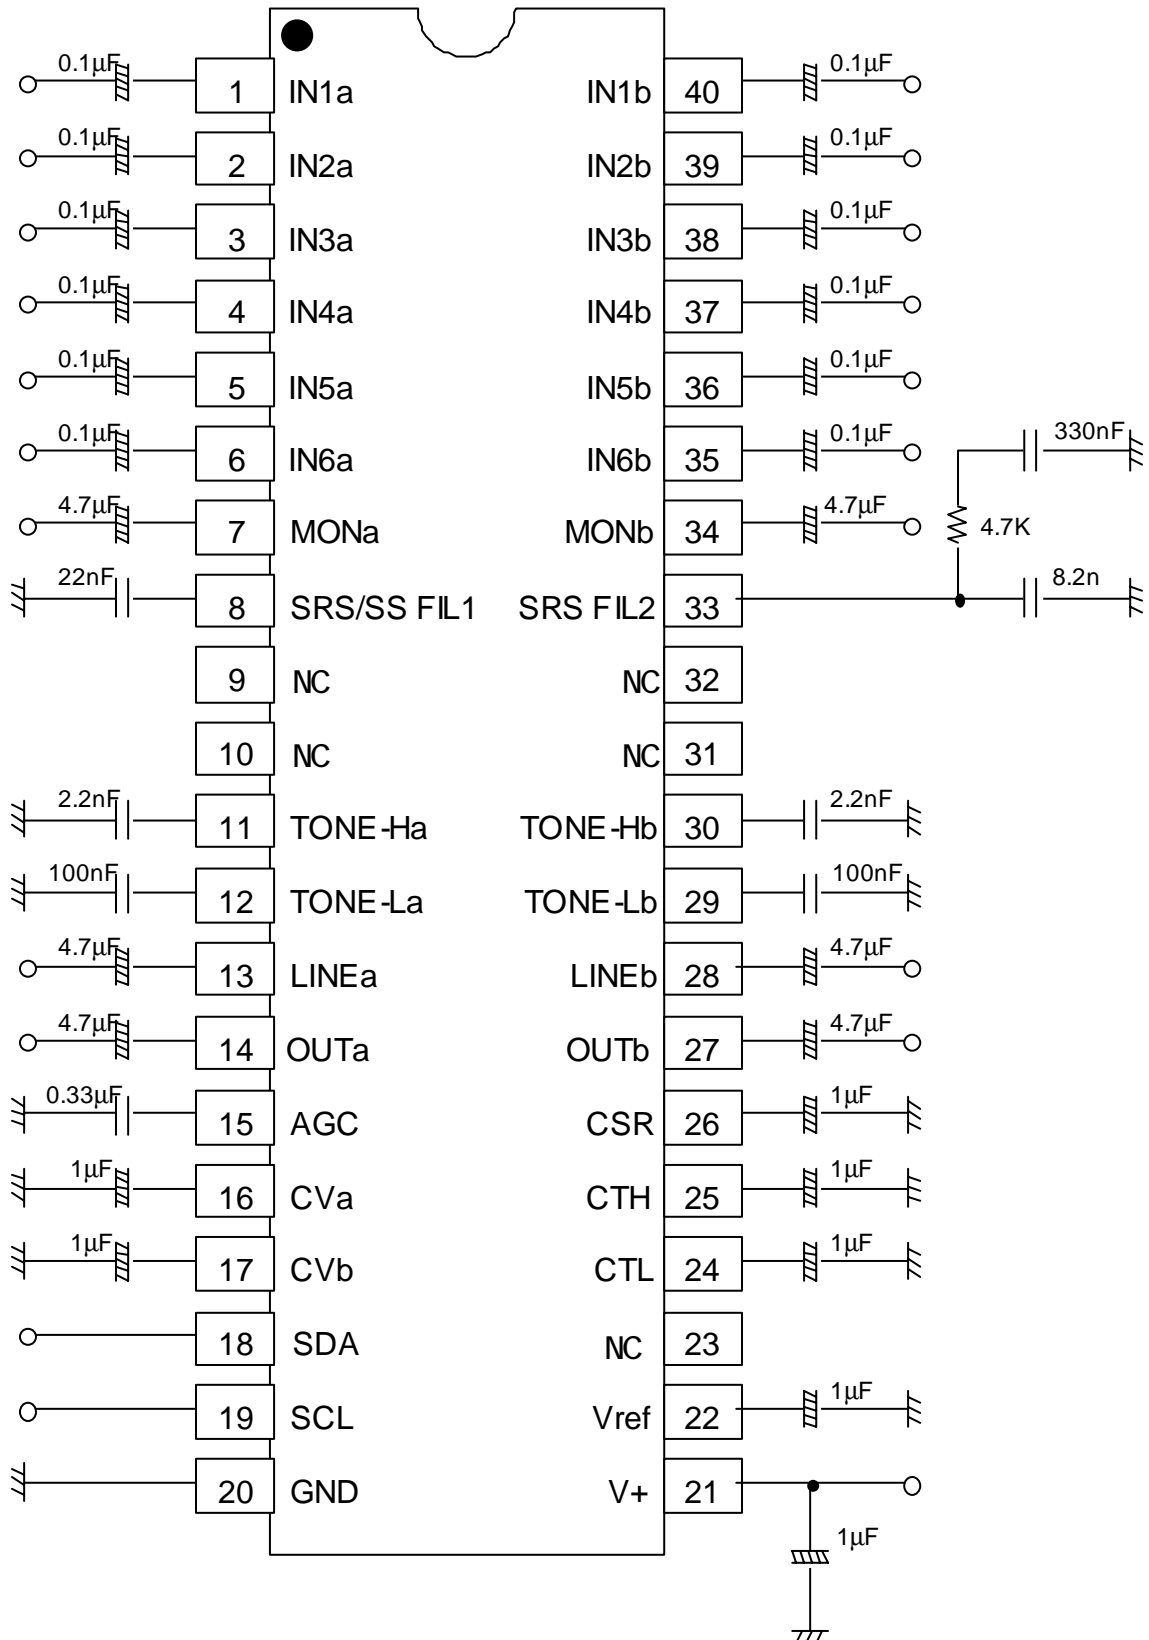 0.1µF 1 IN1a IN1b 40 0.1µF
0.1µF 2 IN2a IN2b 39 0.1µF
0.1µF 3 IN3a IN3b 38 0.1µF
0.1µF 4 IN4a IN4b 37 0.1µF
0.1µF 5 IN5a IN5b 36 0.1µF
0.1µF 6 IN6a IN6b 35 0.1µF 330nF
4.7µF 7 MONa MONb 34 4.7µF 4.7K
22nF 8 SRS/SS FIL1 SRS FIL2 33 8.2n
9 NC NC 32
10 NC NC 31
2.2nF 11 TONE-Ha TONE-Hb 30 2.2nF
100nF 12 TONE-La TONE-Lb 29 100nF
4.7µF 13 LINEa LINEb 28 4.7µF
4.7µF 14 OUTa OUTb 27 4.7µF
0.33µF 15 AGC CSR 26 1µF
1µF 16 CVa CTH 25 1µF
1µF 17 CVb CTL 24 1µF
18 SDA NC 23
19 SCL Vref 22 1µF
20 GND V+ 21
1µF